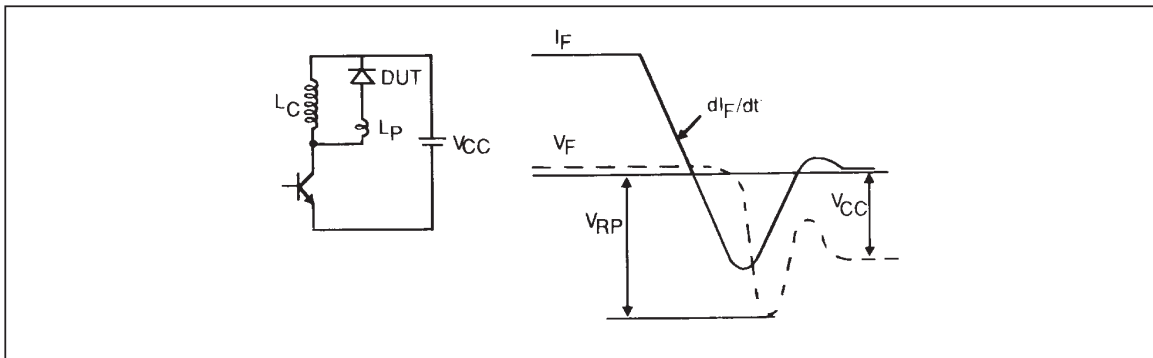 DUT
LC
LP
VCC
IF
dIF/dt
VF
VRP
VCC